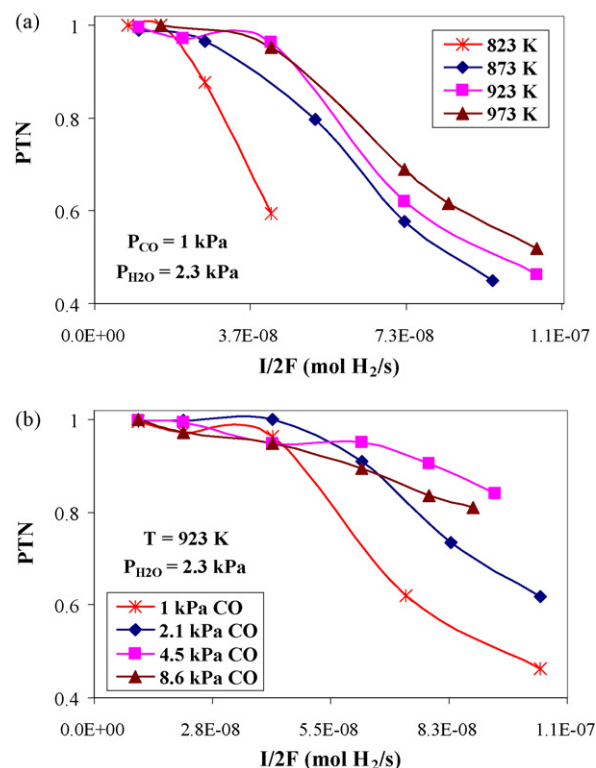 (a)
1
0.8
0.6
0.4
PTN
823 K
873 K
923 K
973 K
P_CO = 1 kPa
P_H2O = 2.3 kPa
0.0E+00 3.7E-08 7.3E-08 1.1E-07
I/2F (mol H₂/s)
(b)
1
0.8
0.6
0.4
PTN
T = 923 K
P_H2O = 2.3 kPa
1 kPa CO
2.1 kPa CO
4.5 kPa CO
8.6 kPa CO
0.0E+00 2.8E-08 5.5E-08 8.3E-08 1.1E-07
I/2F (mol H₂/s)